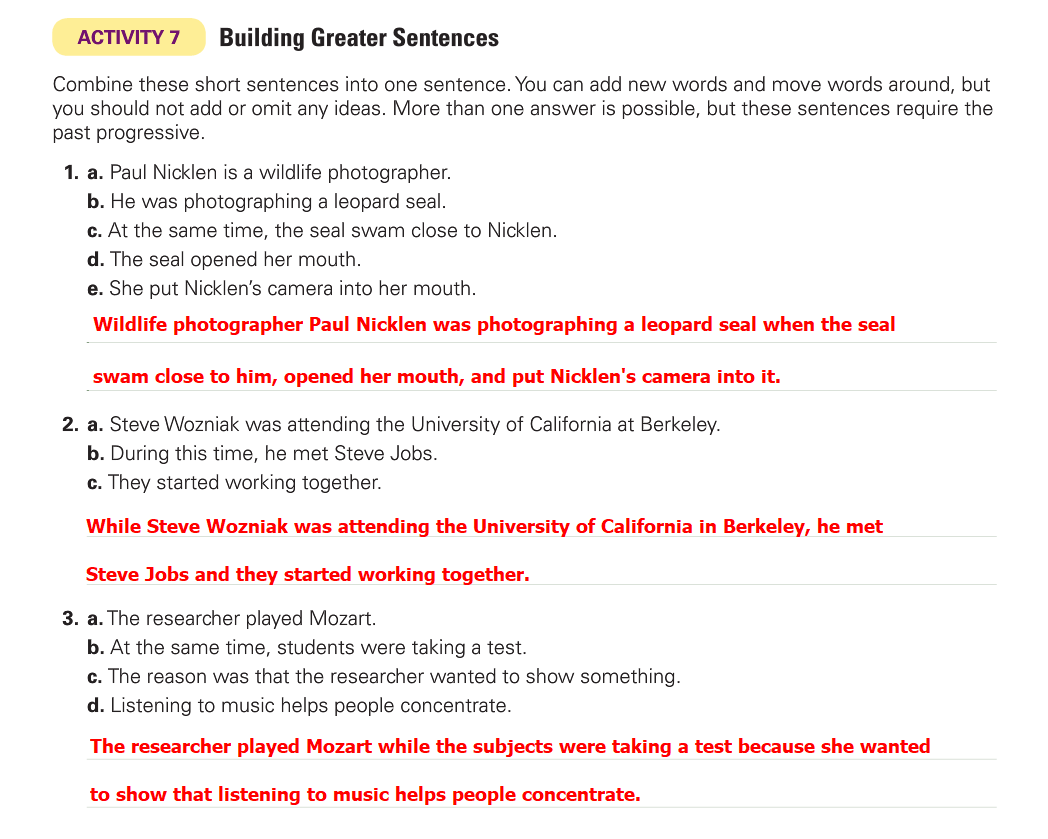 ACTIVITY 7 Building Greater Sentences
Combine these short sentences into one sentence. You can add new words and move words around, but
you should not add or omit any ideas. More than one answer is possible, but these sentences require the
past progressive.
1. a. Paul Nicklen is a wildlife photographer.
b. He was photographing a leopard seal.
c. At the same time, the seal swam close to Nicklen.
d. The seal opened her mouth.
e. She put Nicklen’s camera into her mouth.
Wildlife photographer Paul Nicklen was photographing a leopard seal when the seal
swam close to him, opened her mouth, and put Nicklen's camera into it.
2. a. Steve Wozniak was attending the University of California at Berkeley.
b. During this time, he met Steve Jobs.
c. They started working together.
While Steve Wozniak was attending the University of California in Berkeley, he met
Steve Jobs and they started working together.
3. a. The researcher played Mozart.
b. At the same time, students were taking a test.
c. The reason was that the researcher wanted to show something.
d. Listening to music helps people concentrate.
The researcher played Mozart while the subjects were taking a test because she wanted
to show that listening to music helps people concentrate.